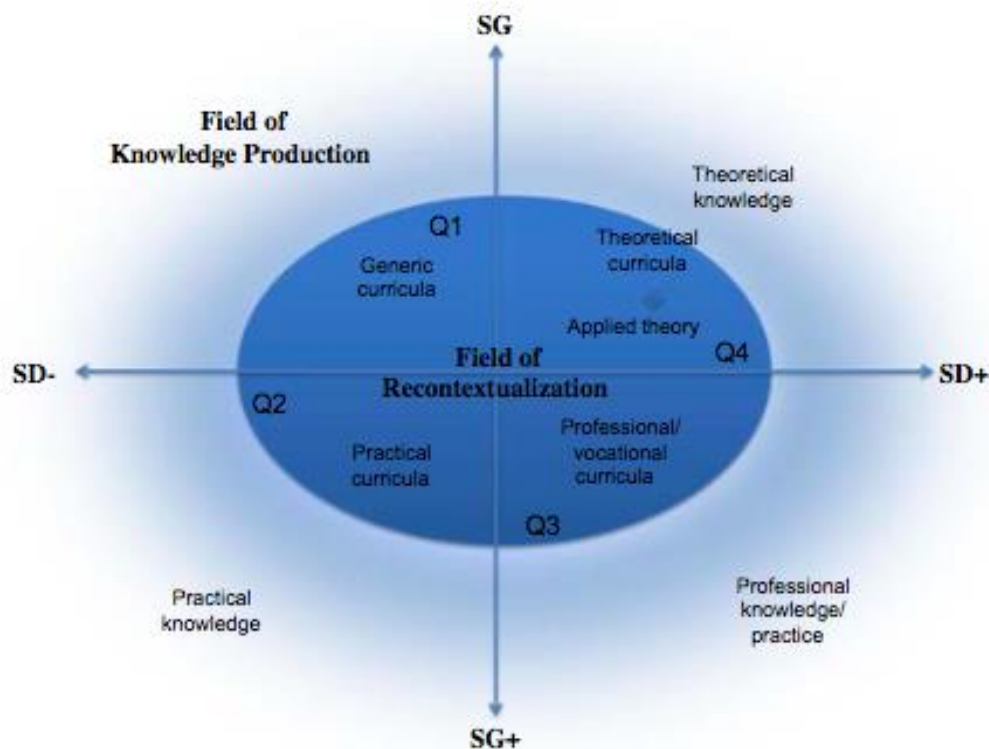 SG
Field of
Knowledge Production
Theoretical
knowledge
Q1
Theoretical
curricula
Generic
curricula
Applied theory
Q4
Field of
Recontextualization
SD-
SD+
Q2
Professional/
vocational
curricula
Practical
curricula
Q3
Practical
knowledge
Professional
knowledge/
practice
SG+